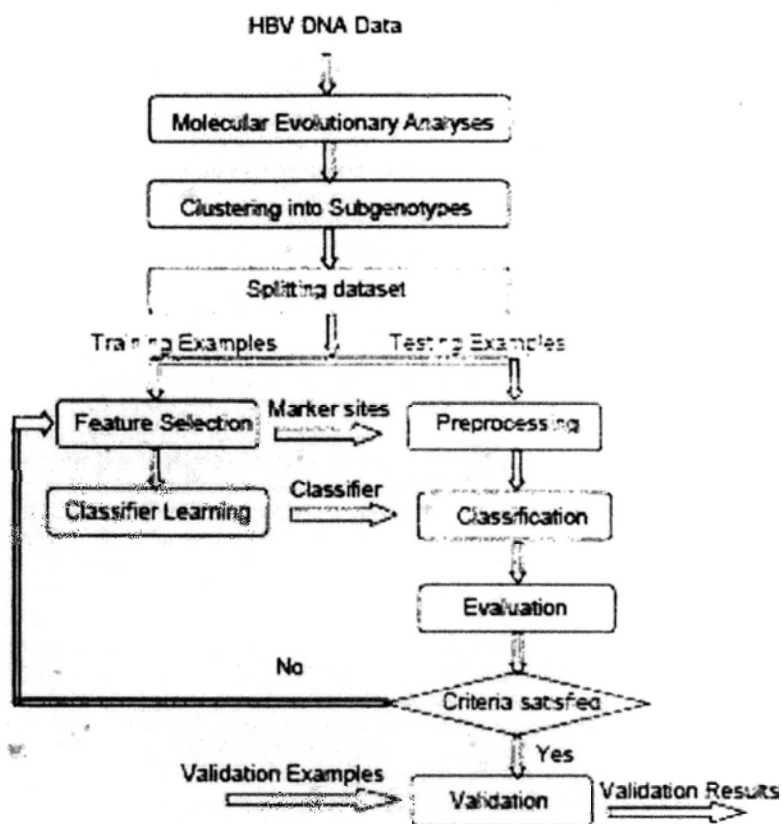 HBV DNA Data
Molecular Evolutionary Analyses
Clustering into Subgenotypes
Splitting dataset
Training Examples
Testing Examples
Feature Selection
Marker sites
Preprocessing
Classifier Learning
Classifier
Classification
Evaluation
No
Criteria satisfied
Yes
Validation Examples
Validation
Validation Results